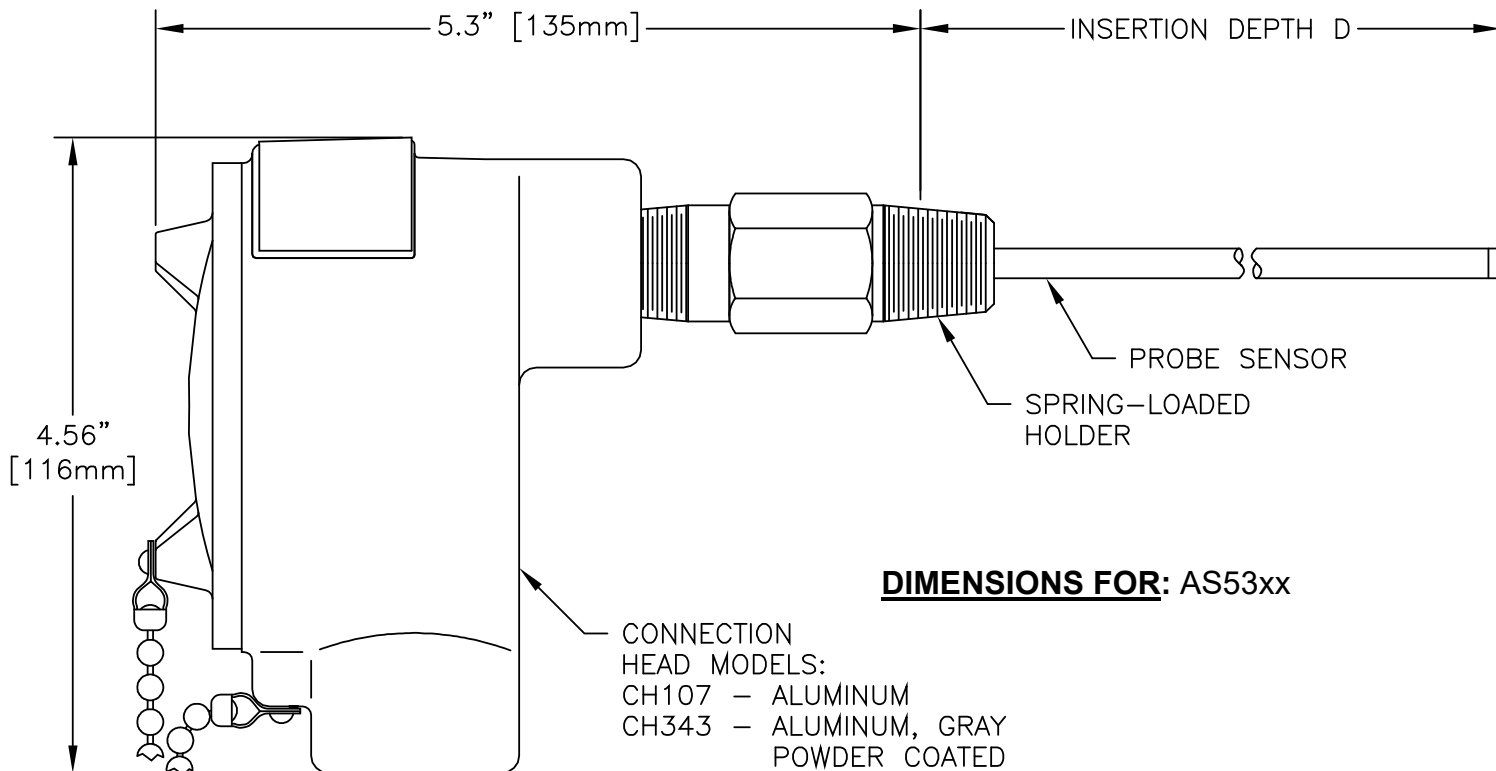 5.3” [135mm]
INSERTION DEPTH D
PROBE SENSOR
SPRING–LOADED
HOLDER
4.56”
[116mm]
DIMENSIONS FOR: AS53xx
CONNECTION
HEAD MODELS:
CH107 – ALUMINUM
CH343 – ALUMINUM, GRAY
POWDER COATED